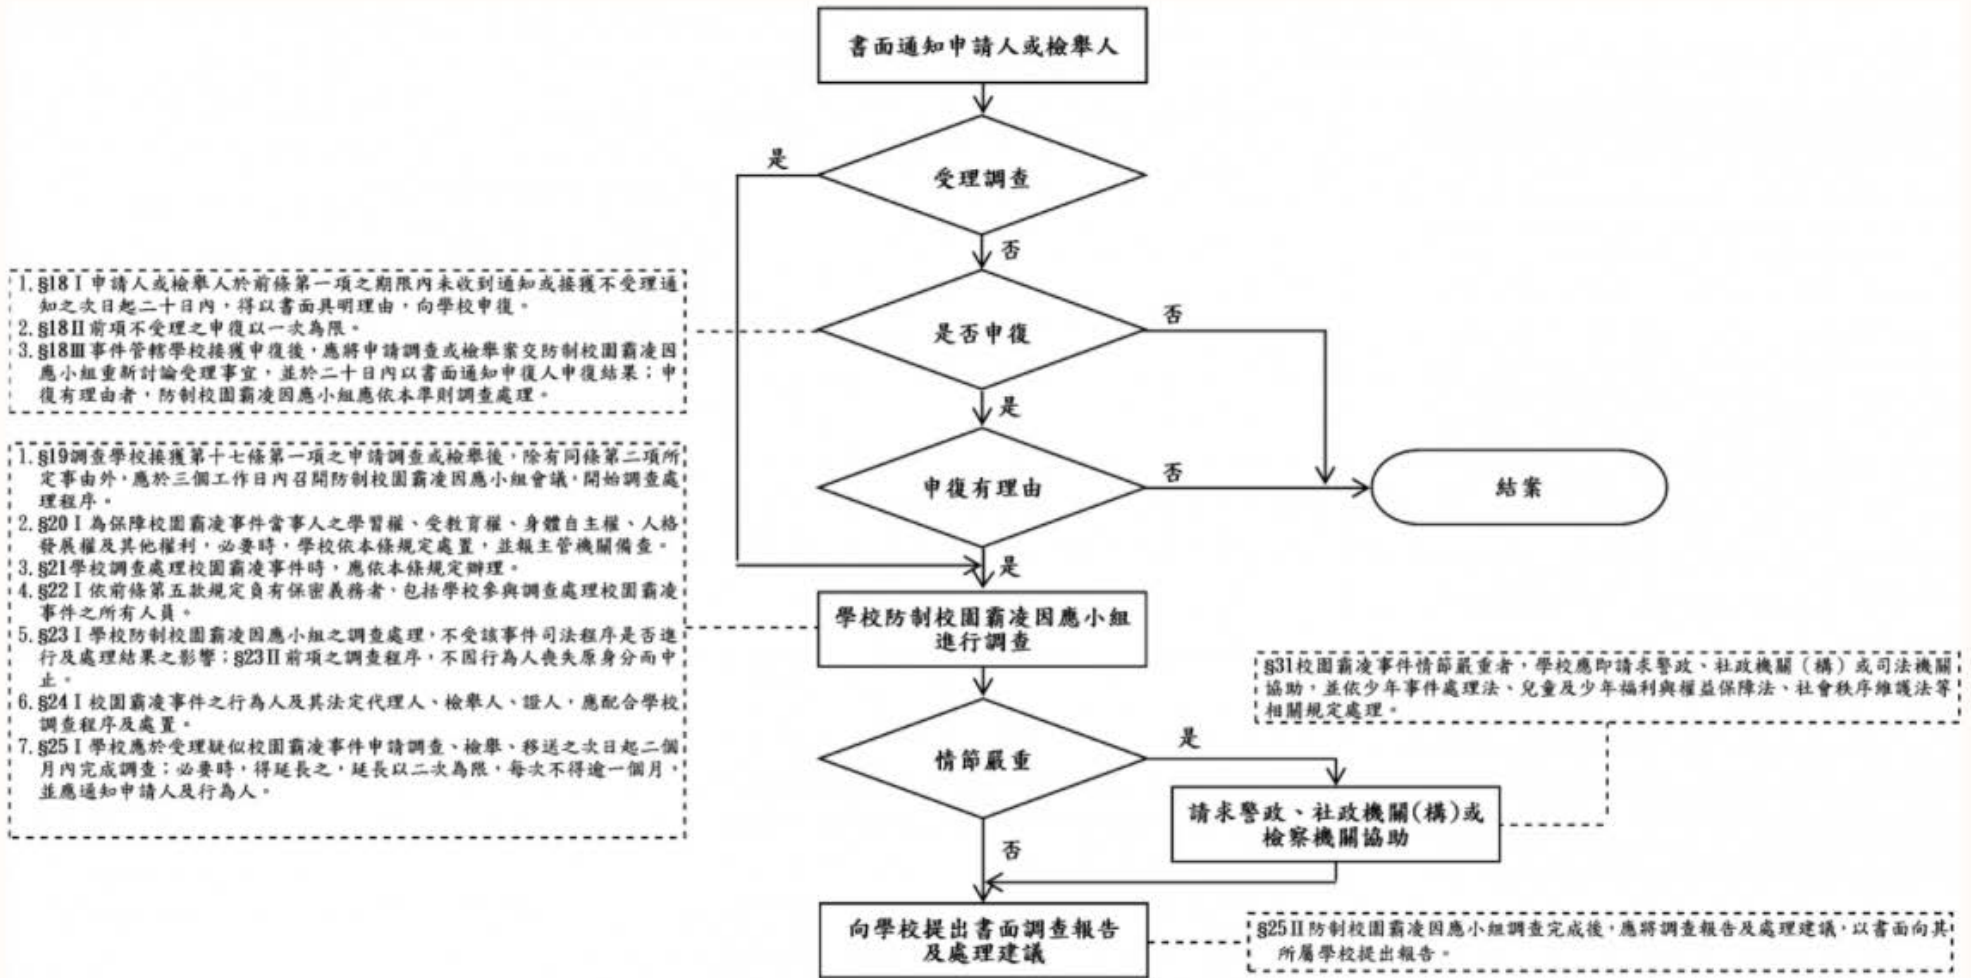 書面通知申請人或檢舉人
是
受理調查
否
1. §18 I 申請人或檢舉人於前條第一項之期限內未收到通知或接獲不受理通
知之次日起二十日內，得以書面具明理由，向學校申復。
2. §18 II 前項不受理之申復以一次為限。
3. §18 III 事件管轄學校接獲申復後，應將申請調查或檢舉案交防制校園霸凌因
應小組重新討論受理事宜，並於二十日內以書面通知申復人申復結果；申
復有理由者，防制校園霸凌因應小組應依本準則調查處理。
是否申復
否
是
申復有理由
否
結案
是
1. §19調查學校接獲第十七條第一項之申請調查或檢舉後，除有同條第二項所
定事由外，應於三個工作日內召開防制校園霸凌因應小組會議，開始調查處
理程序。
2. §20 I 為保障校園霸凌事件當事人之學習權、受教育權、身體自主權、人格
發展權及其他權利，必要時，學校依本條規定處置，並報主管機關備查。
3. §21學校調查處理校園霸凌事件時，應依本條規定辦理。
4. §22 I 依前條第五款規定負有保密義務者，包括學校參與調查處理校園霸凌
事件之所有人員。
5. §23 I 學校防制校園霸凌因應小組之調查處理，不受該事件司法程序是否進
行及處理結果之影響；§23 II 前項之調查程序，不因行為人喪失原身分而中
止。
6. §24 I 校園霸凌事件之行為人及其法定代理人、檢舉人、證人，應配合學校
調查程序及處置。
7. §25 I 學校應於受理疑似校園霸凌事件申請調查、檢舉、移送之次日起二個
月內完成調查；必要時，得延長之，延長以二次為限，每次不得逾一個月，
並應通知申請人及行為人。
學校防制校園霸凌因應小組
進行調查
§31校園霸凌事件情節嚴重者，學校應即請求警政、社政機關（構）或司法機關
協助，並依少年事件處理法、兒童及少年福利與權益保障法、社會秩序維護法等
相關規定處理。
情節嚴重
是
請求警政、社政機關(構)或
檢察機關協助
否
向學校提出書面調查報告
及處理建議
§25 II 防制校園霸凌因應小組調查完成後，應將調查報告及處理建議，以書面向其
所屬學校提出報告。